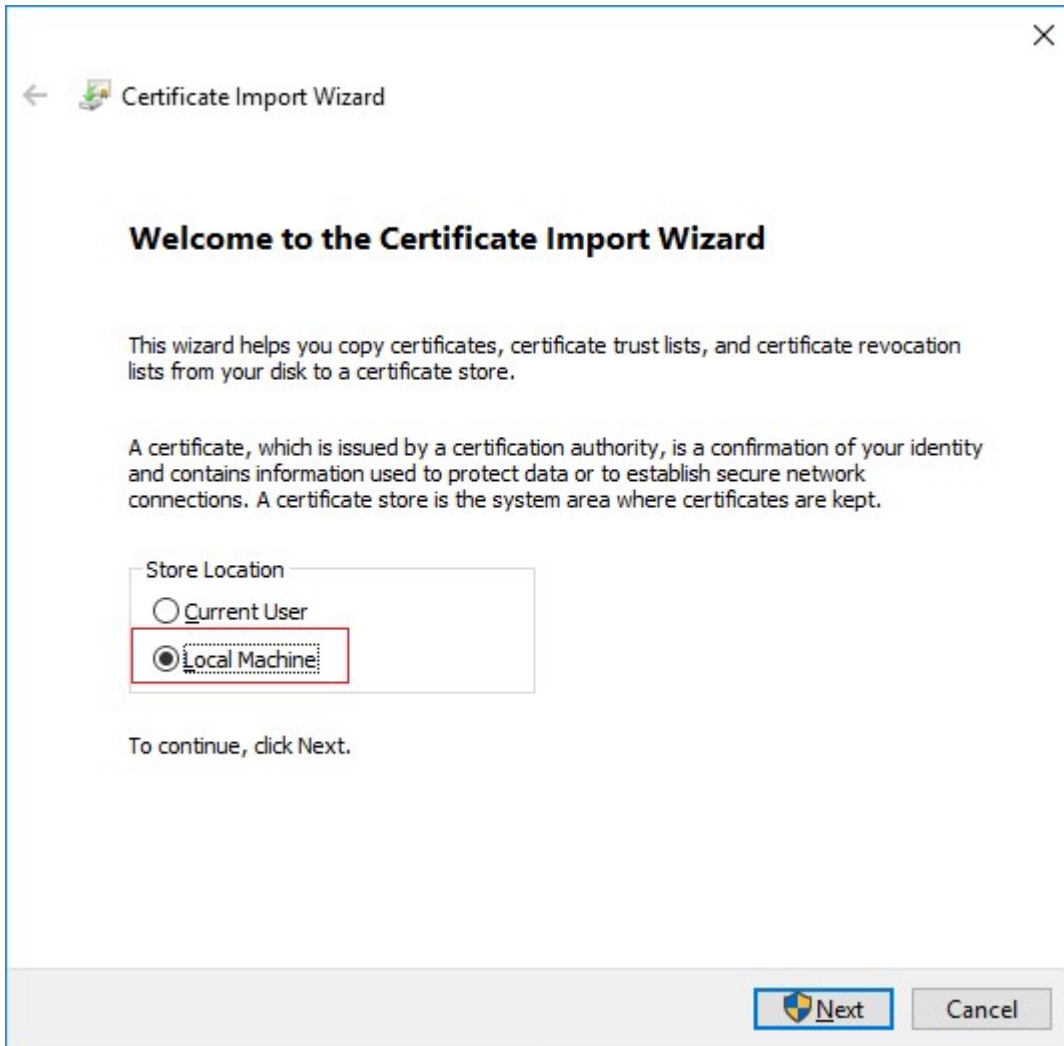 Certificate Import Wizard
Welcome to the Certificate Import Wizard
This wizard helps you copy certificates, certificate trust lists, and certificate revocation
lists from your disk to a certificate store.
A certificate, which is issued by a certification authority, is a confirmation of your identity
and contains information used to protect data or to establish secure network
connections. A certificate store is the system area where certificates are kept.
Store Location
Current User
Local Machine
To continue, click Next.
Next
Cancel